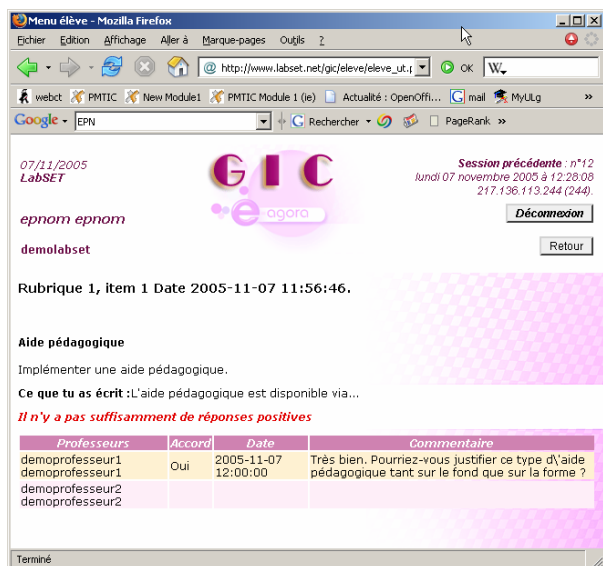 Menu élève - Mozilla Firefox
Fichier Edition Affichage Aller à Marque-pages Outils ?
http://www.labset.net/gic/eleve/eleve_ut.p OK W.
webct PMTIC New Module1 PMTIC Module 1 (ie) Actualité : OpenOffi... mail MyULg »
Google EPN Rechercher PageRank »
07/11/2005
LabSET
GIC
e agora
Session précédente : n°12
lundi 07 novembre 2005 à 12:28:08
217.136.113.244 (244).
Déconnexion
epnom epnom
Retour
demolabset
Rubrique 1, item 1 Date 2005-11-07 11:56:46.
Aide pédagogique
Implémenter une aide pédagogique.
Ce que tu as écrit :L'aide pédagogique est disponible via...
Il n'y a pas suffisamment de réponses positives
Professeurs Accord Date Commentaire
demoprofesseur1 demoprofesseur1 Oui 2005-11-07 12:00:00 Très bien. Pourriez-vous justifier ce type d\'aide
pédagogique tant sur le fond que sur la forme ?
demoprofesseur2
demoprofesseur2
Terminé